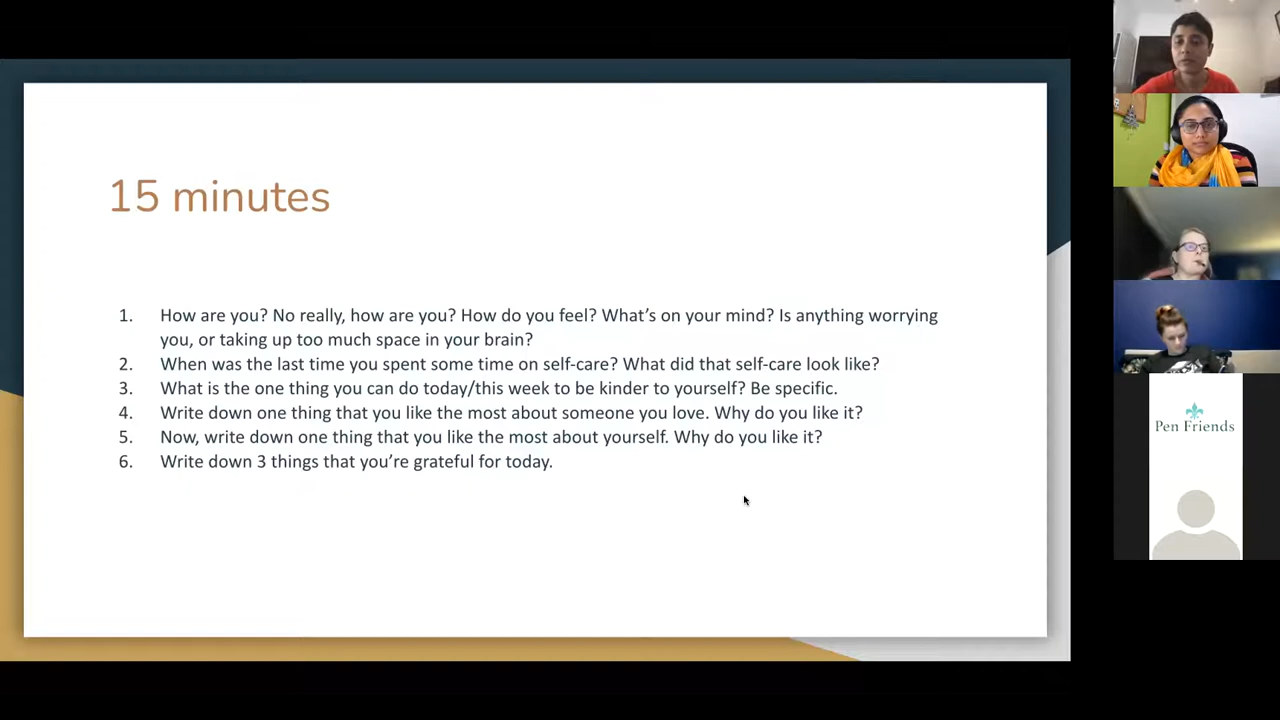 15 minutes
1. How are you? No really, how are you? How do you feel? What’s on your mind? Is anything worrying
you, or taking up too much space in your brain?
2. When was the last time you spent some time on self-care? What did that self-care look like?
3. What is the one thing you can do today/this week to be kinder to yourself? Be specific.
4. Write down one thing that you like the most about someone you love. Why do you like it?
5. Now, write down one thing that you like the most about yourself. Why do you like it?
6. Write down 3 things that you’re grateful for today.
Pen Friends